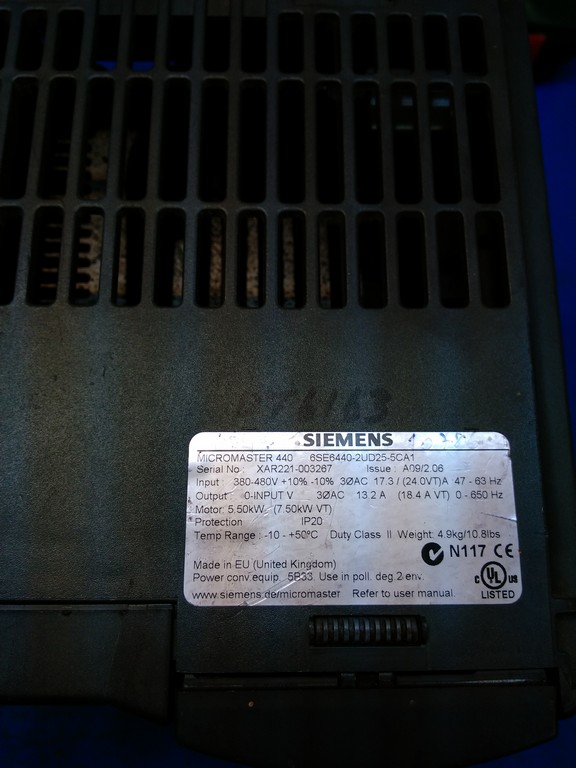 DT6163
SIEMENS
MICROMASTER 440 6SE6440-2UD25-5CA1
Serial No: XAR221-003267 Issue : A09/2.06
Input : 380-480V +10% -10% 3ØAC 17.3 / (24.0VT)A 47 - 63 Hz
Output : 0-INPUT V 3ØAC 13.2 A (18.4 A VT) 0 - 650 Hz
Motor: 5.50kW (7.50kW VT)
Protection IP20
Temp Range : -10 - +50ºC Duty Class II Weight: 4.9kg/10.8lbs
N117 CE
Made in EU (United Kingdom)
Power conv.equip. 5B33. Use in poll. deg.2 env.
C UL US
LISTED
www.siemens.de/micromaster Refer to user manual.